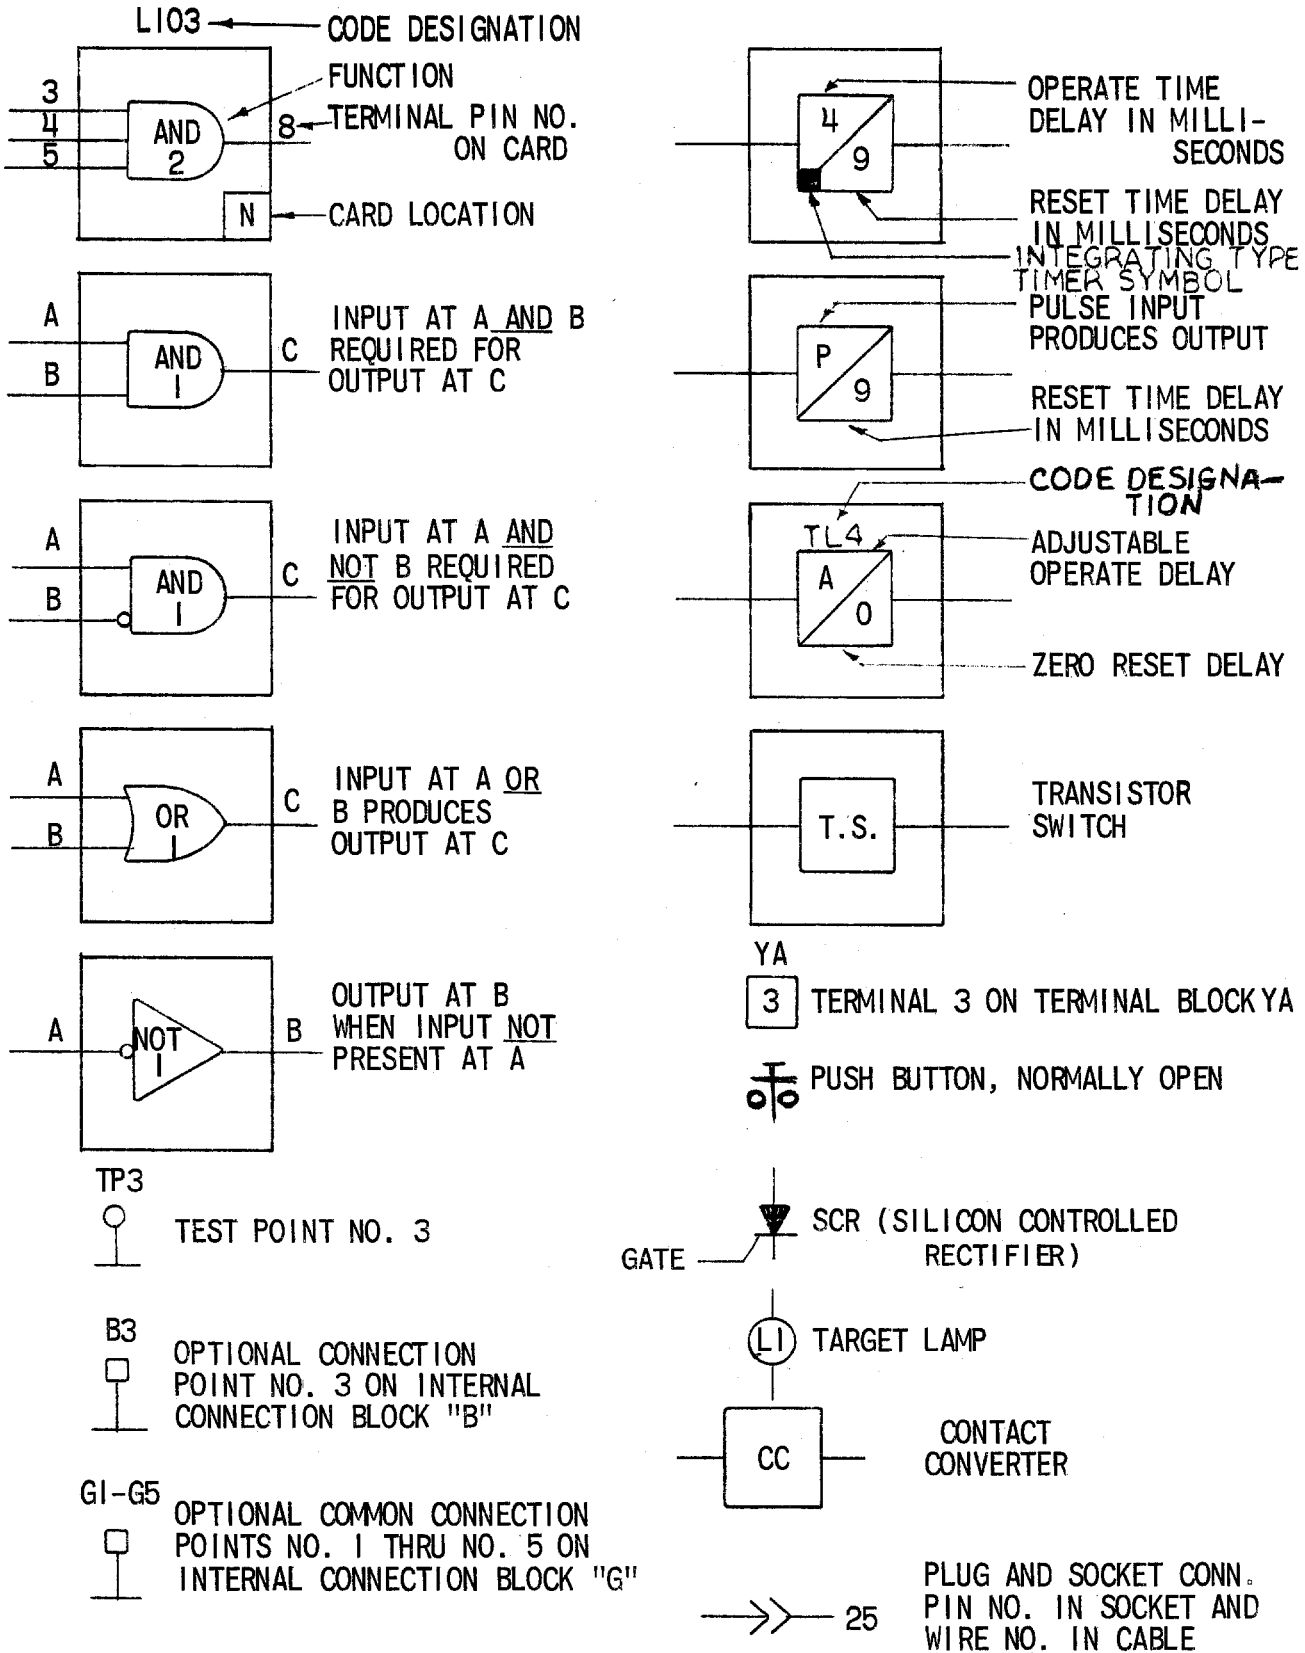 L103
CODE DESIGNATION
FUNCTION
3
4
5
AND
2
8
TERMINAL PIN NO.
ON CARD
N
CARD LOCATION
A
B
AND
1
C
INPUT AT A AND B
REQUIRED FOR
OUTPUT AT C
A
B
AND
1
C
INPUT AT A AND
NOT B REQUIRED
FOR OUTPUT AT C
A
B
OR
1
C
INPUT AT A OR
B PRODUCES
OUTPUT AT C
A
NOT
1
B
OUTPUT AT B
WHEN INPUT NOT
PRESENT AT A
TP3
TEST POINT NO. 3
B3
OPTIONAL CONNECTION
POINT NO. 3 ON INTERNAL
CONNECTION BLOCK "B"
G1-G5
OPTIONAL COMMON CONNECTION
POINTS NO. 1 THRU NO. 5 ON
INTERNAL CONNECTION BLOCK "G"
4
9
OPERATE TIME
DELAY IN MILLI-
SECONDS
RESET TIME DELAY
IN MILLISECONDS
INTEGRATING TYPE
TIMER SYMBOL
P
9
PULSE INPUT
PRODUCES OUTPUT
RESET TIME DELAY
IN MILLISECONDS
CODE DESIGNA-
TION
TL4
A
0
ADJUSTABLE
OPERATE DELAY
ZERO RESET DELAY
T.S.
TRANSISTOR
SWITCH
YA
3
TERMINAL 3 ON TERMINAL BLOCK YA
PUSH BUTTON, NORMALLY OPEN
GATE
SCR (SILICON CONTROLLED
RECTIFIER)
L1
TARGET LAMP
CC
CONTACT
CONVERTER
25
PLUG AND SOCKET CONN.
PIN NO. IN SOCKET AND
WIRE NO. IN CABLE